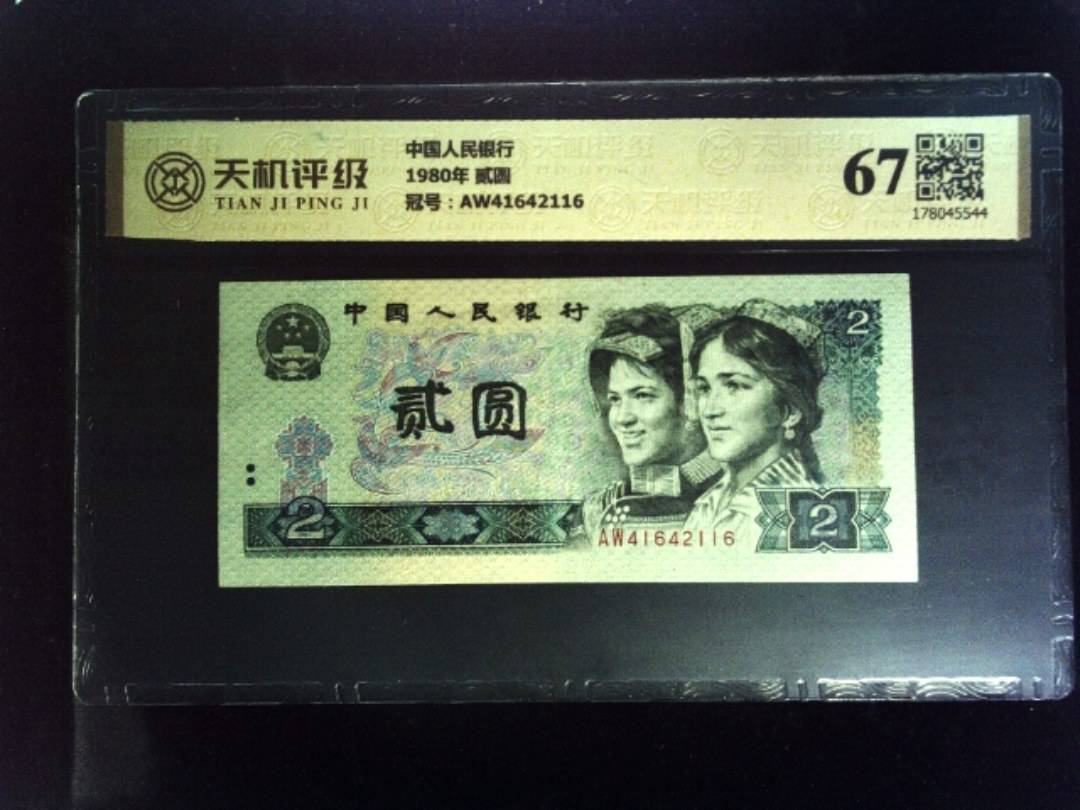 天机评级
TIAN JI PING JI
中国人民银行
1980年 贰圆
冠号：AW41642116
67
178045544
中国人民银行
2
贰圆
2
AW41642116
2